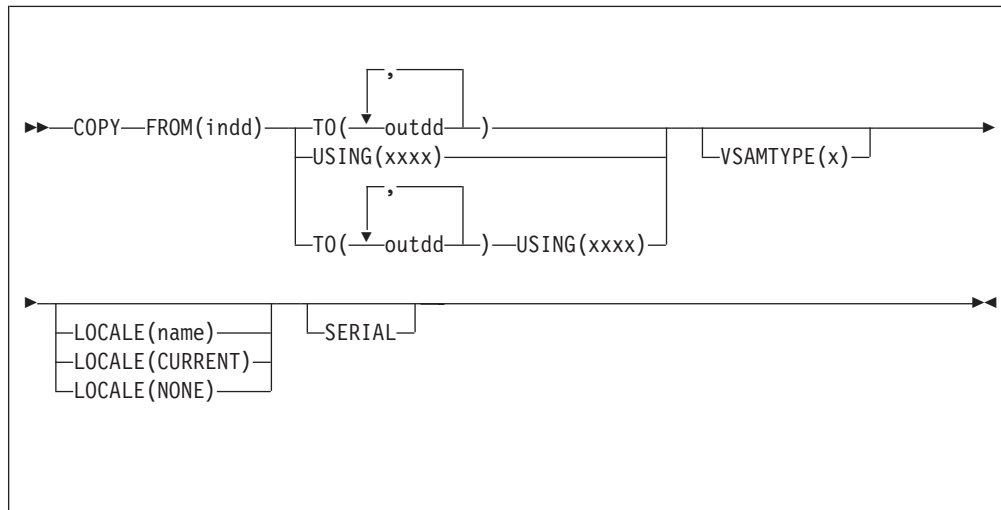 ,
COPY FROM(indd) TO( outdd )
USING(xxxx) VSAMTYPE(x)
,
TO( outdd ) USING(xxxx)
LOCALE(name) SERIAL
LOCALE(CURRENT)
LOCALE(NONE)